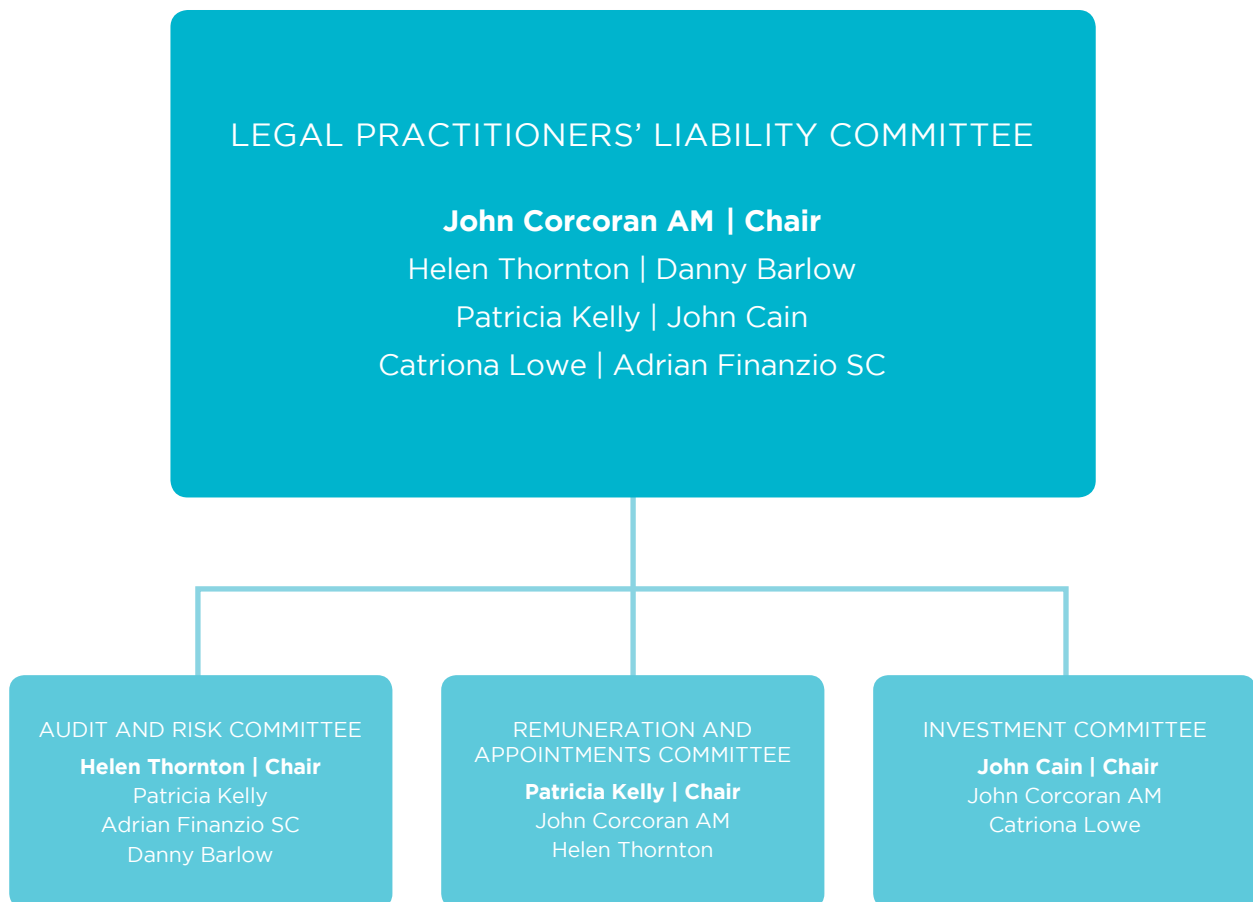 LEGAL PRACTITIONERS’ LIABILITY COMMITTEE
John Corcoran AM | Chair
Helen Thornton | Danny Barlow
Patricia Kelly | John Cain
Catriona Lowe | Adrian Finanzio SC
AUDIT AND RISK COMMITTEE
Helen Thornton | Chair
Patricia Kelly
Adrian Finanzio SC
Danny Barlow
REMUNERATION AND
APPOINTMENTS COMMITTEE
Patricia Kelly | Chair
John Corcoran AM
Helen Thornton
INVESTMENT COMMITTEE
John Cain | Chair
John Corcoran AM
Catriona Lowe